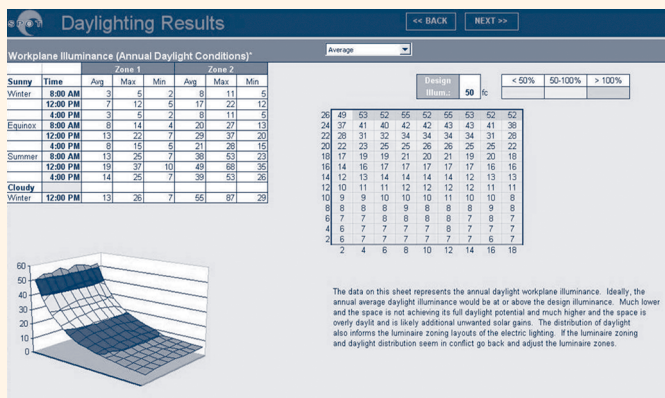 spot
Daylighting Results
<< BACK NEXT >>
Workplane Illuminance (Annual Daylight Conditions)*
Average
Zone 1 Zone 2
Sunny Time Avg Max Min Avg Max Min
Winter 8:00 AM 3 5 2 8 11 5
12:00 PM 7 12 5 17 22 12
4:00 PM 3 5 2 8 11 5
Equinox 8:00 AM 8 14 4 20 27 13
12:00 PM 13 22 7 29 37 20
4:00 PM 8 15 5 21 28 15
Summer 8:00 AM 13 25 7 38 53 23
12:00 PM 19 37 10 49 68 35
4:00 PM 14 25 7 39 53 26
Cloudy
Winter 12:00 PM 13 26 7 55 87 29
Design
Illum.: 50 fc
< 50% 50-100% > 100%
26 49 53 52 55 52 55 53 52 52
24 37 41 40 42 42 43 43 41 38
22 28 31 32 34 34 34 34 31 28
20 22 23 25 25 26 26 25 25 22
18 17 19 19 21 20 21 19 20 18
16 14 16 17 17 17 17 17 16 16
14 12 13 14 14 14 14 12 13 13
12 10 11 11 12 12 12 12 11 11
10 9 9 10 10 10 11 10 10 8
8 8 8 8 9 8 8 8 9 8
6 7 7 8 8 8 8 7 8 7
4 6 7 7 7 7 8 7 7 7
2 6 7 7 7 7 7 7 6 7
2 4 6 8 10 12 14 16 18
60
50
40
30
20
10
0
The data on this sheet represents the annual daylight workplane illuminance. Ideally, the
annual average daylight illuminance would be at or above the design illuminance. Much lower
and the space is not achieving its full daylight potential and much higher and the space is
overly daylit and is likely additional unwanted solar gains. The distribution of daylight
also informs the luminaire zoning layouts of the electric lighting. If the luminaire zoning
and daylight distribution seem in conflict go back and adjust the luminaire zones.